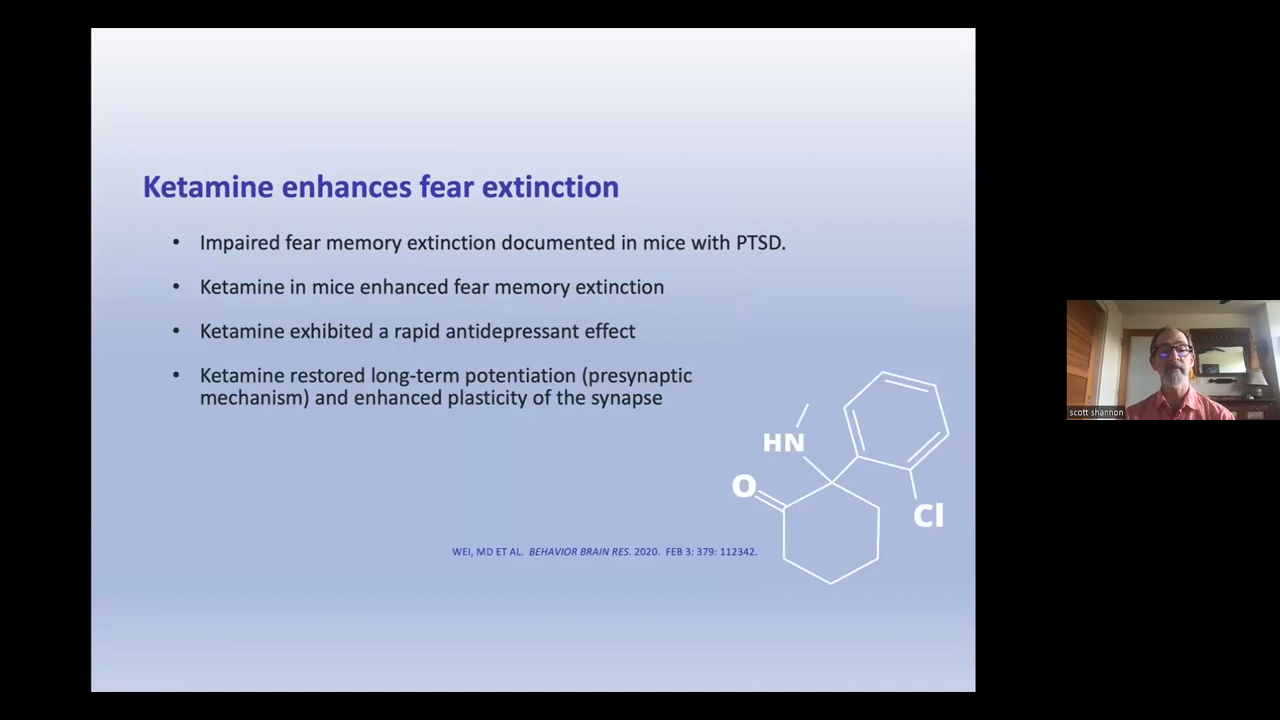 Ketamine enhances fear extinction
• Impaired fear memory extinction documented in mice with PTSD.
• Ketamine in mice enhanced fear memory extinction
• Ketamine exhibited a rapid antidepressant effect
• Ketamine restored long-term potentiation (presynaptic
mechanism) and enhanced plasticity of the synapse
HN
O
Cl
WEI, MD ET AL. BEHAVIOR BRAIN RES. 2020. FEB 3: 379: 112342.
scott shannon